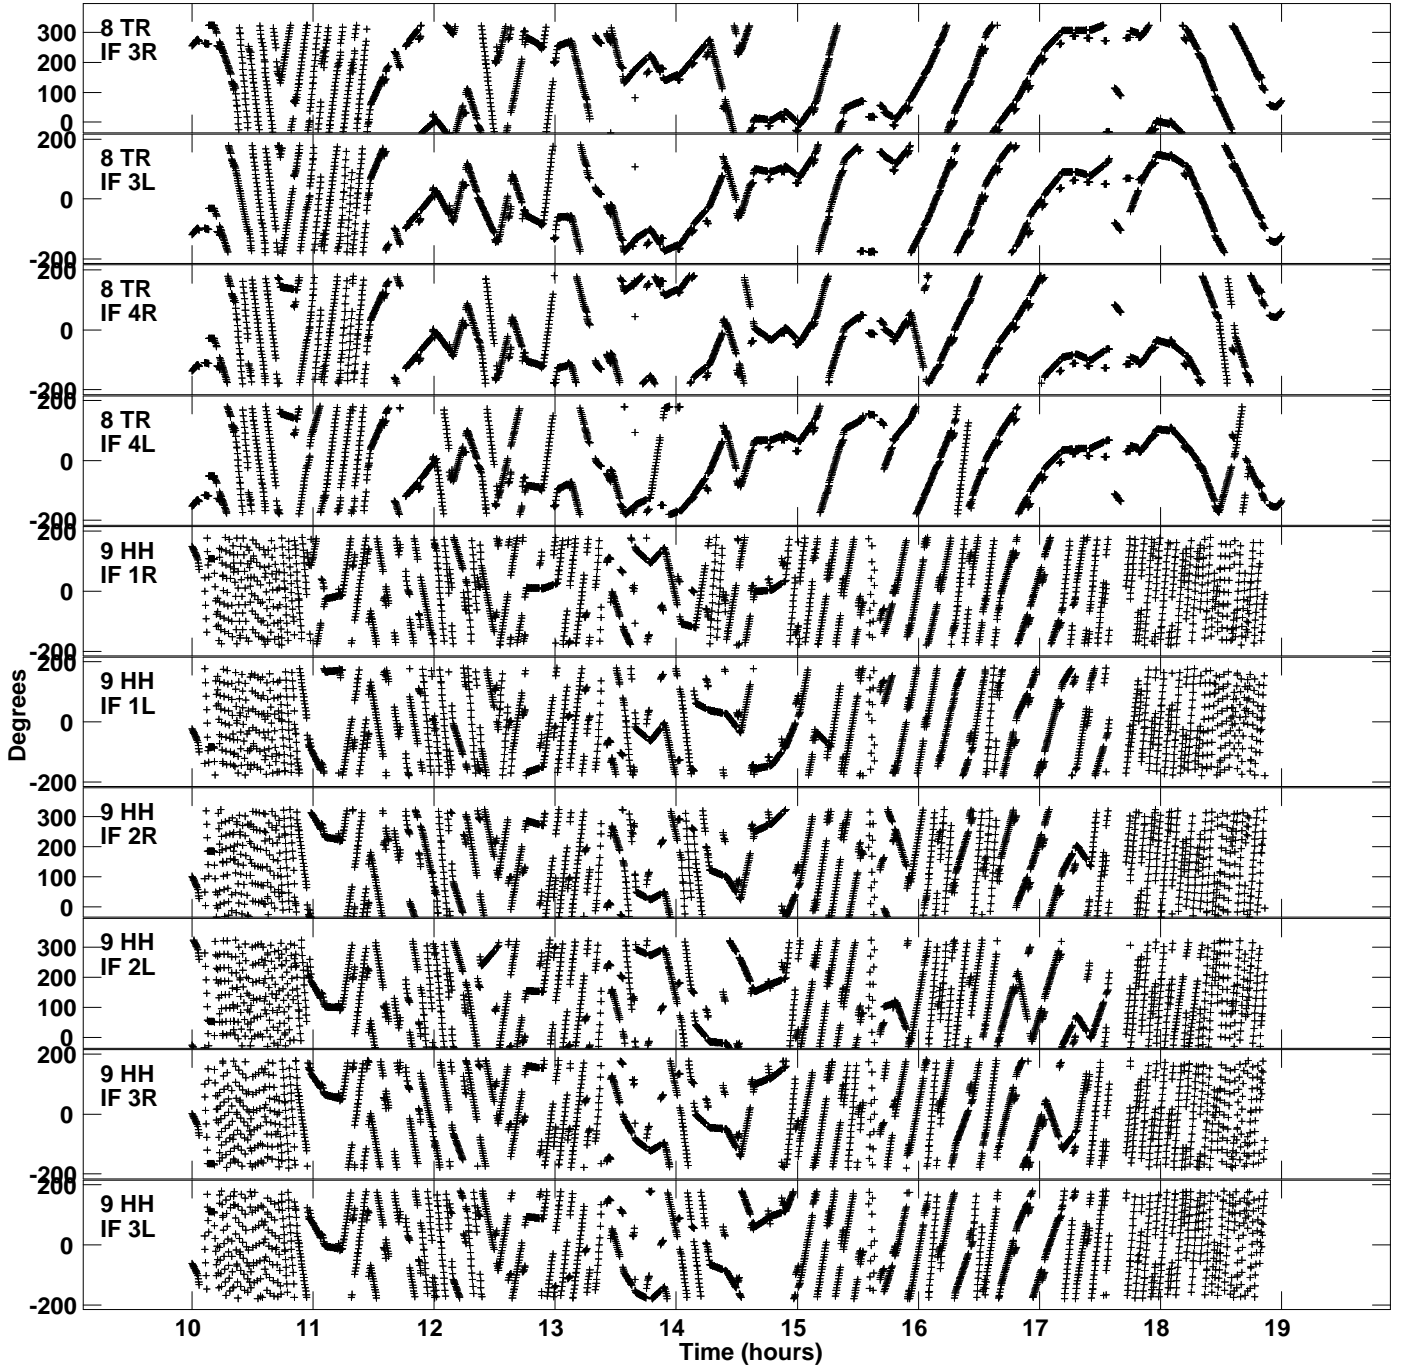 8 TR
IF 3R
300
200
100
0
8 TR
IF 3L
200
0
-200
8 TR
IF 4R
200
0
-200
8 TR
IF 4L
200
0
-200
9 HH
IF 1R
200
0
-200
9 HH
IF 1L
200
0
-200
9 HH
IF 2R
300
200
100
0
9 HH
IF 2L
300
200
100
0
9 HH
IF 3R
200
0
-200
9 HH
IF 3L
200
0
-200
Degrees
10 11 12 13 14 15 16 17 18 19
Time (hours)